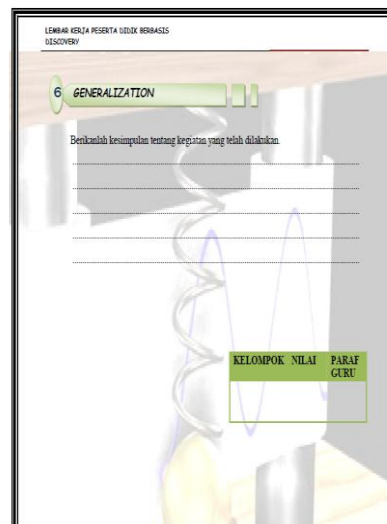 LEMBAR KERJA PESERTA DIDIK BERBASIS
DISCOVERY
6 GENERALIZATION
Berikanlah kesimpulan tentang kegiatan yang telah dilakukan.
KELOMPOK NILAI PARAF
GURU